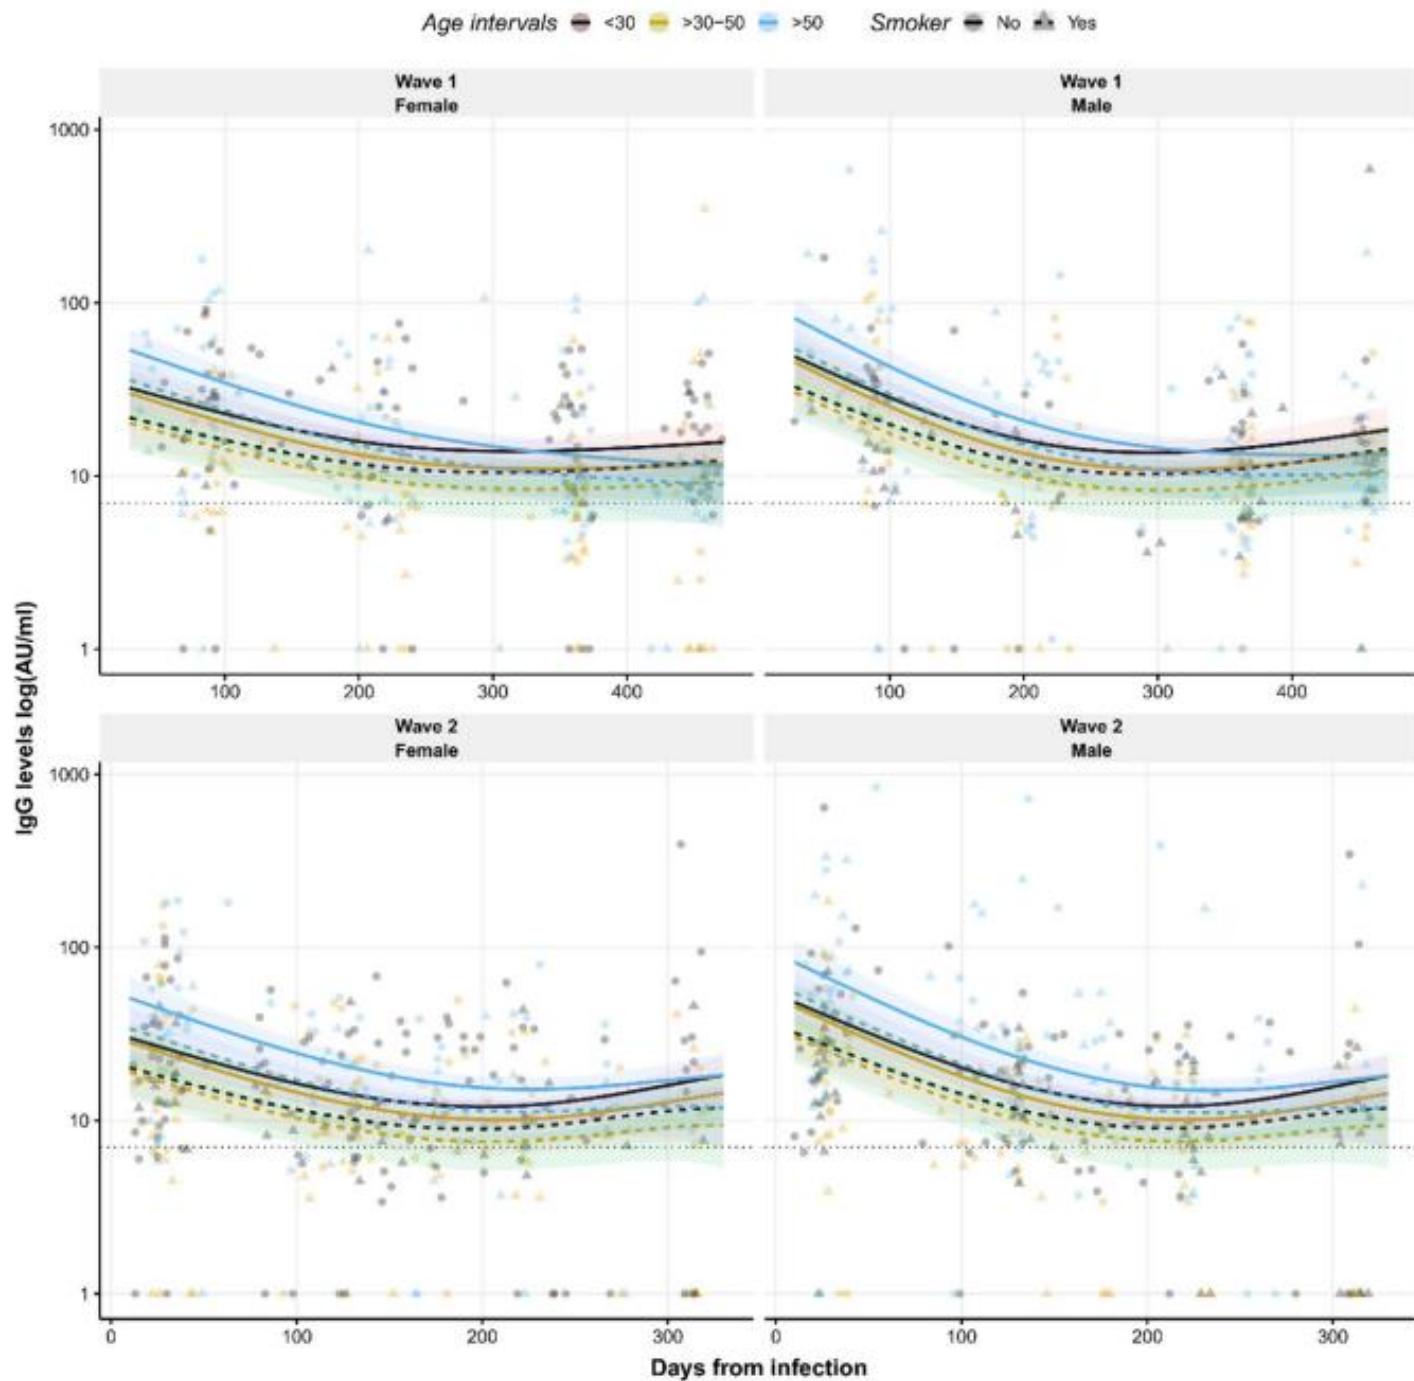 Age intervals <30 >30-50 >50 Smoker No Yes
Wave 1 Wave 1
Female Male
1000
100
10
1
100 200 300 400 100 200 300 400
IgG levels log(AU/ml)
Wave 2 Wave 2
Female Male
1000
100
10
1
0 100 200 300 0 100 200 300
Days from infection